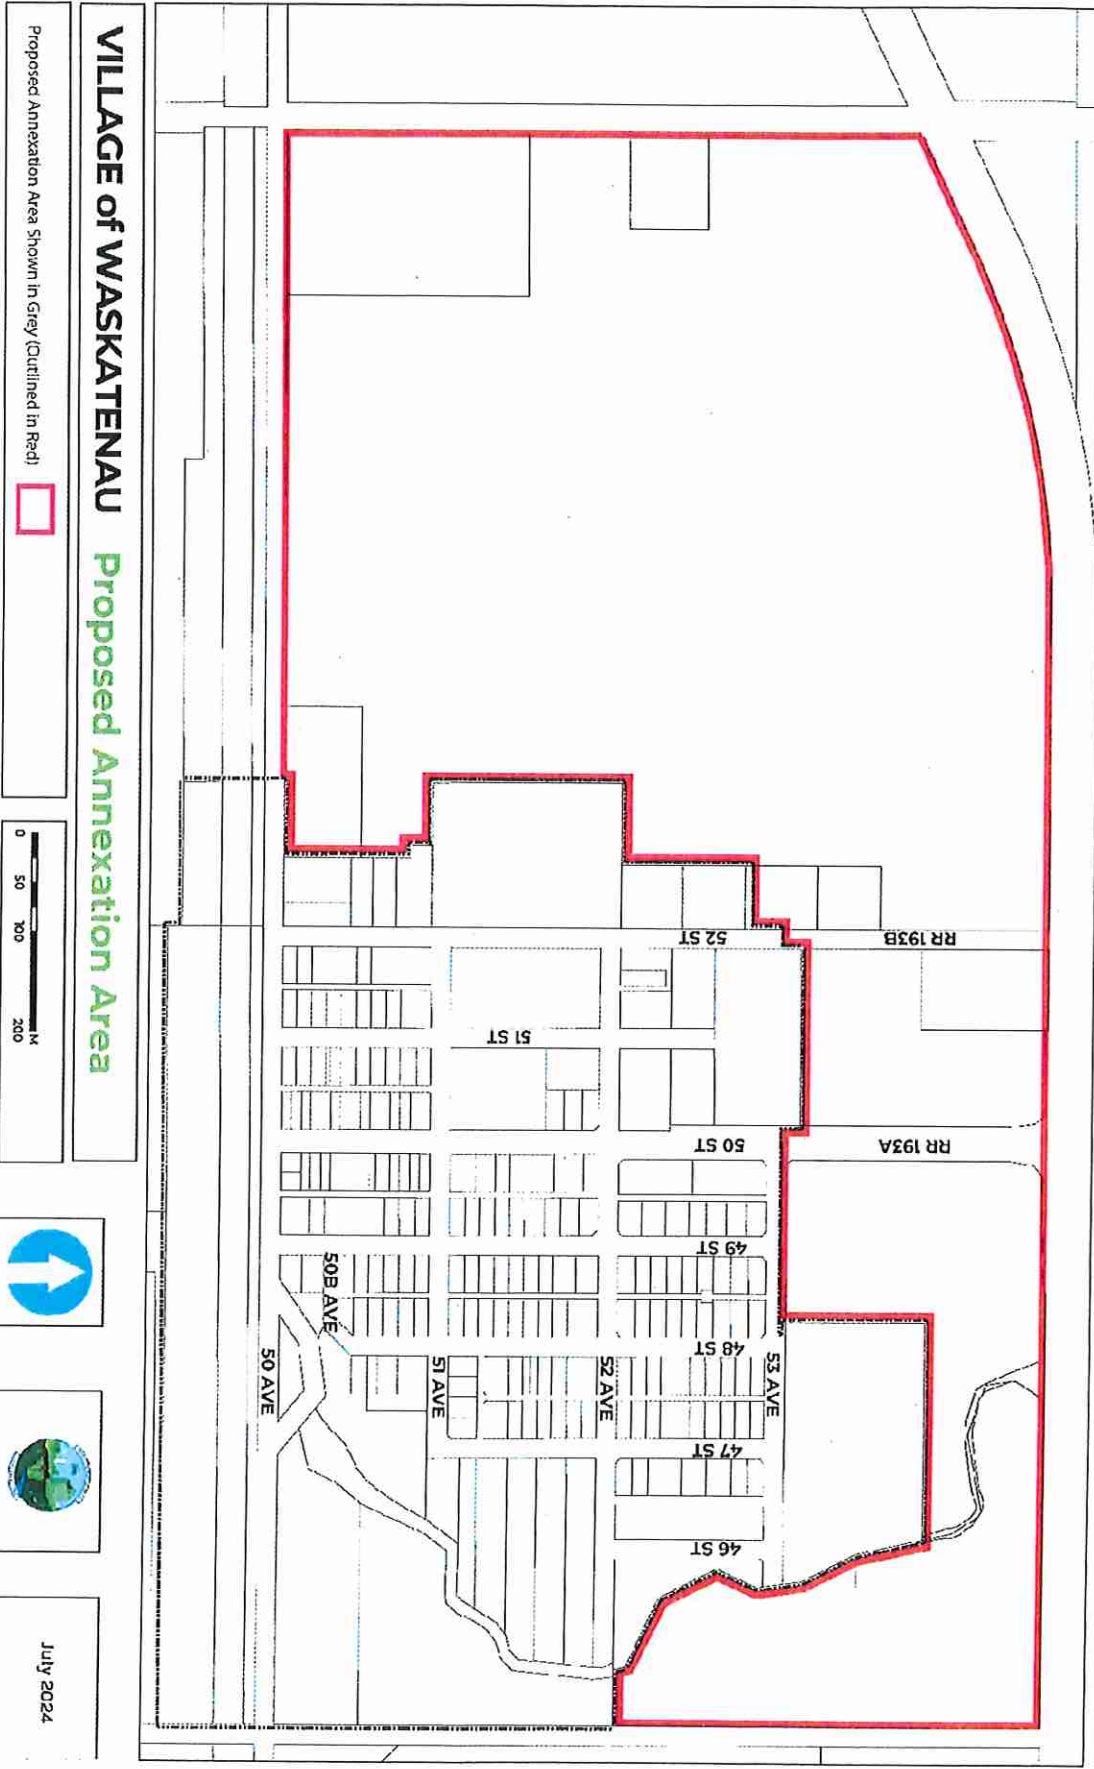 VILLAGE of WASKATENAU Proposed Annexation Area
Proposed Annexation Area Shown in Grey (Outlined in Red)
0 50 100 200
M
July 2024
RR 193B
RR 193A
52 ST
51 ST
50 ST
49 ST
48 ST
47 ST
46 ST
53 AVE
52 AVE
51 AVE
50B AVE
50 AVE